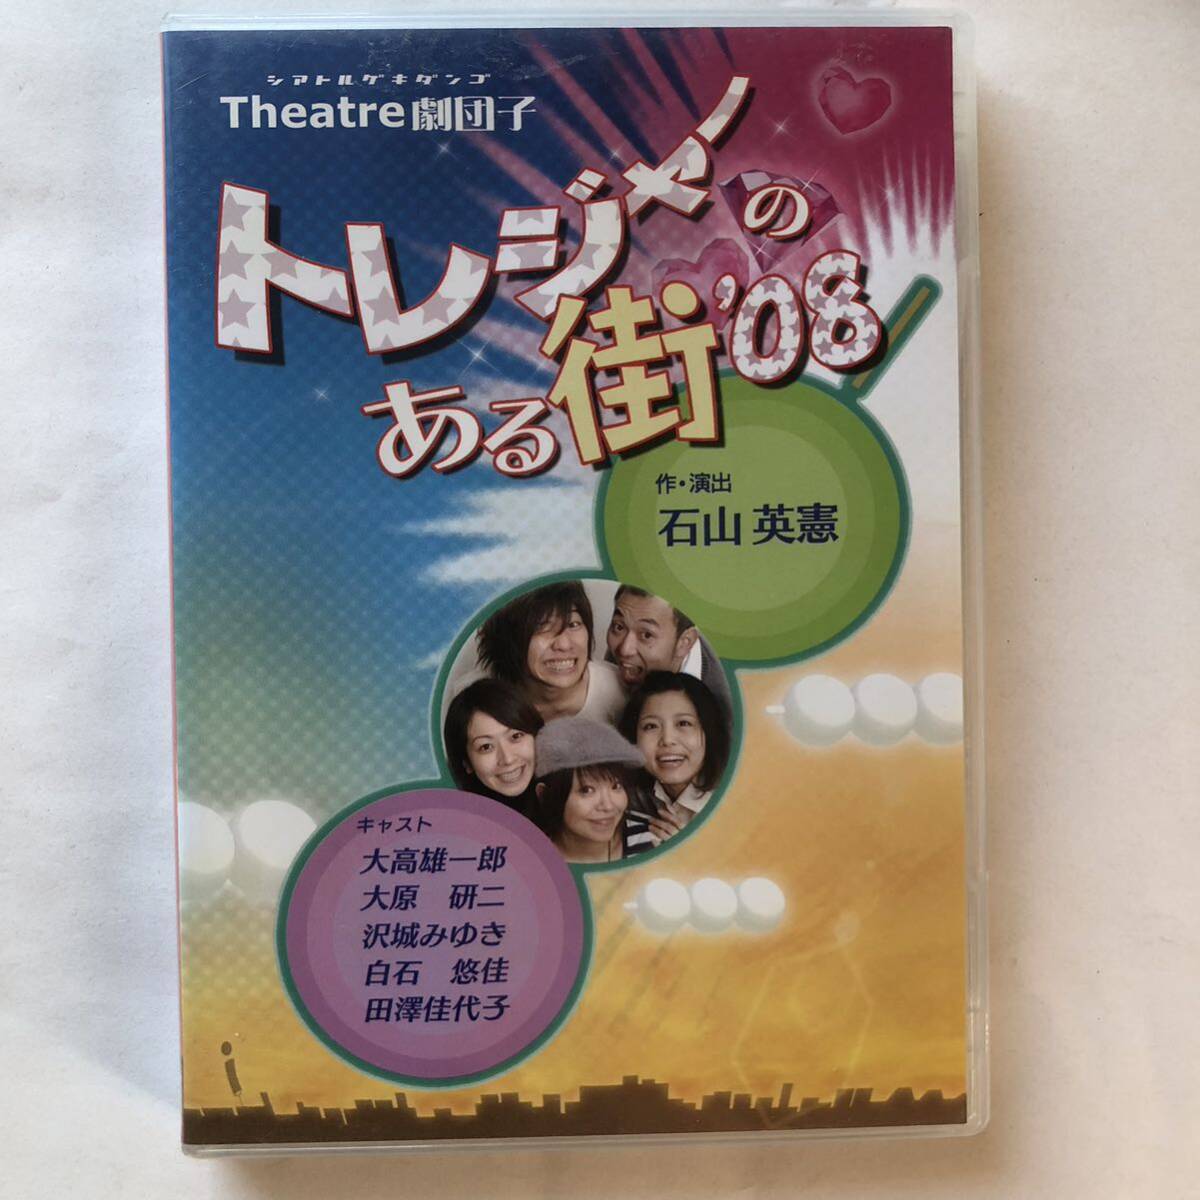 シアトルゲキダンゴ
Theatre劇団子
トレジャーの
ある街'08
作・演出
石山 英憲
キャスト
大高雄一郎
大原 研二
沢城みゆき
白石 悠佳
田澤佳代子